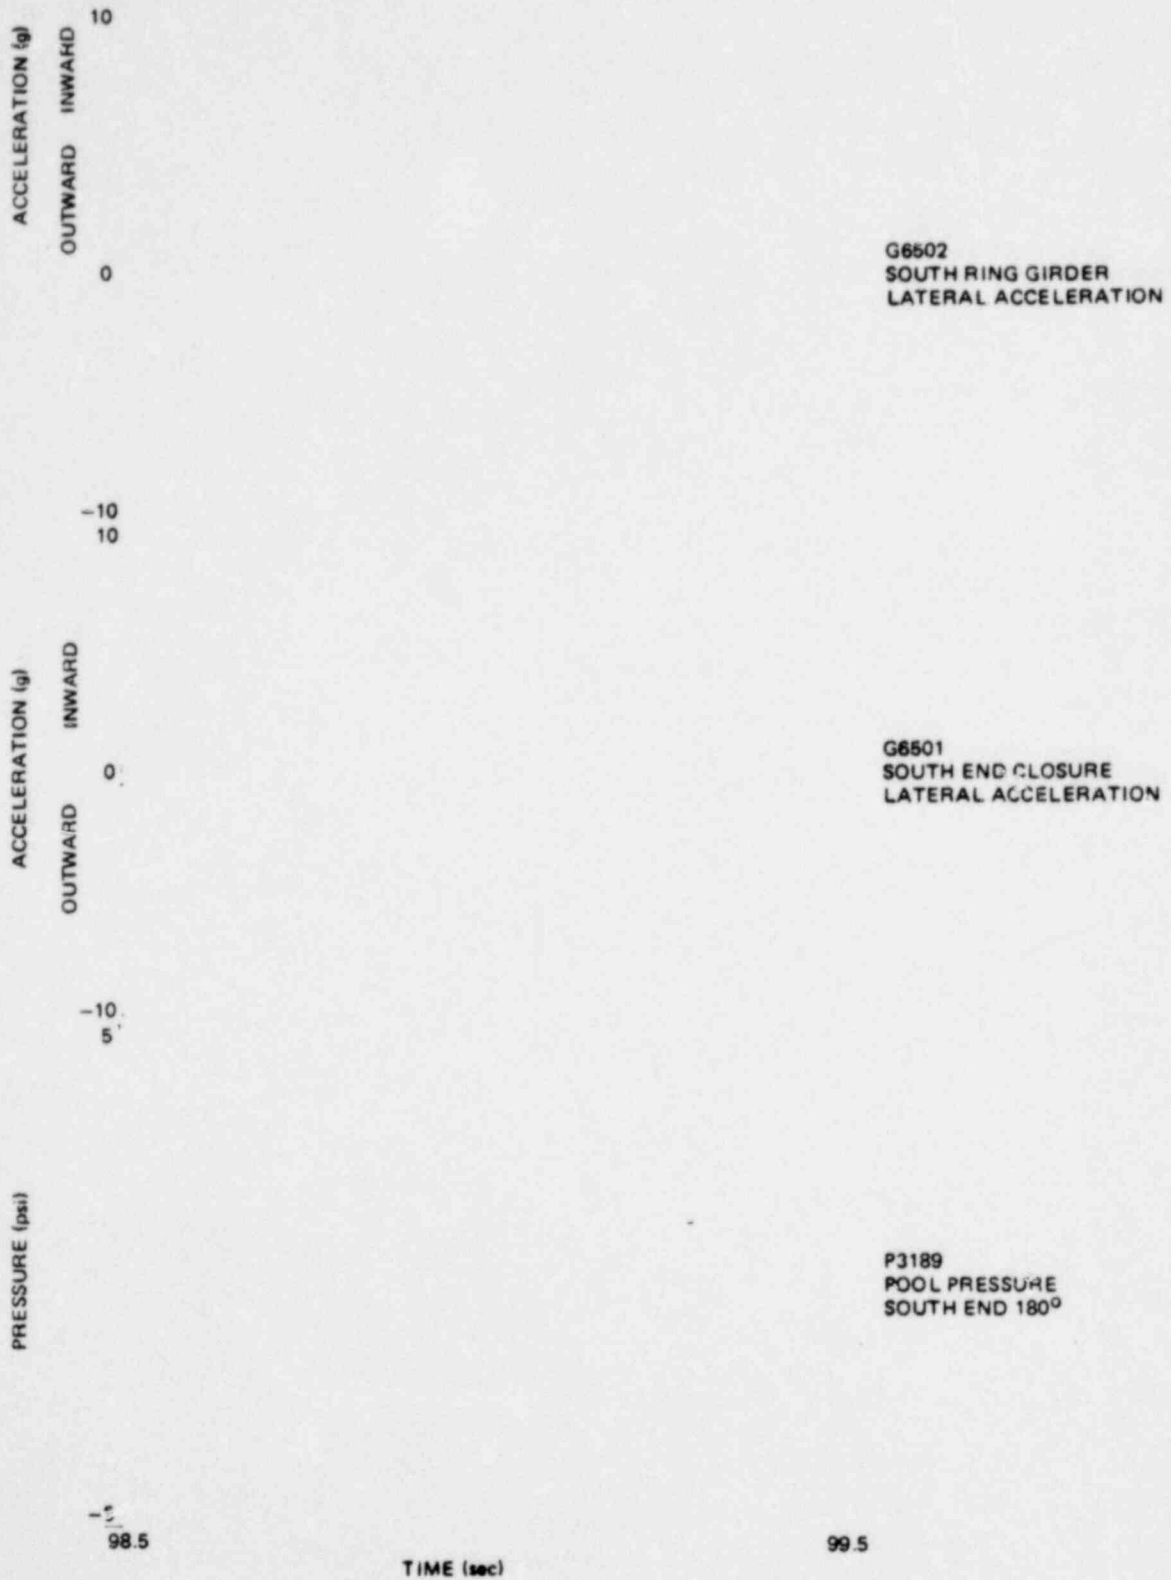 10
ACCELERATION (g)
OUTWARD INWARD
0
G6502
SOUTH RING GIRDER
LATERAL ACCELERATION
-10
10
ACCELERATION (g)
OUTWARD INWARD
0
G6501
SOUTH END CLOSURE
LATERAL ACCELERATION
-10
5
PRESSURE (psi)
P3189
POOL PRESSURE
SOUTH END 180°
98.5
99.5
TIME (sec)